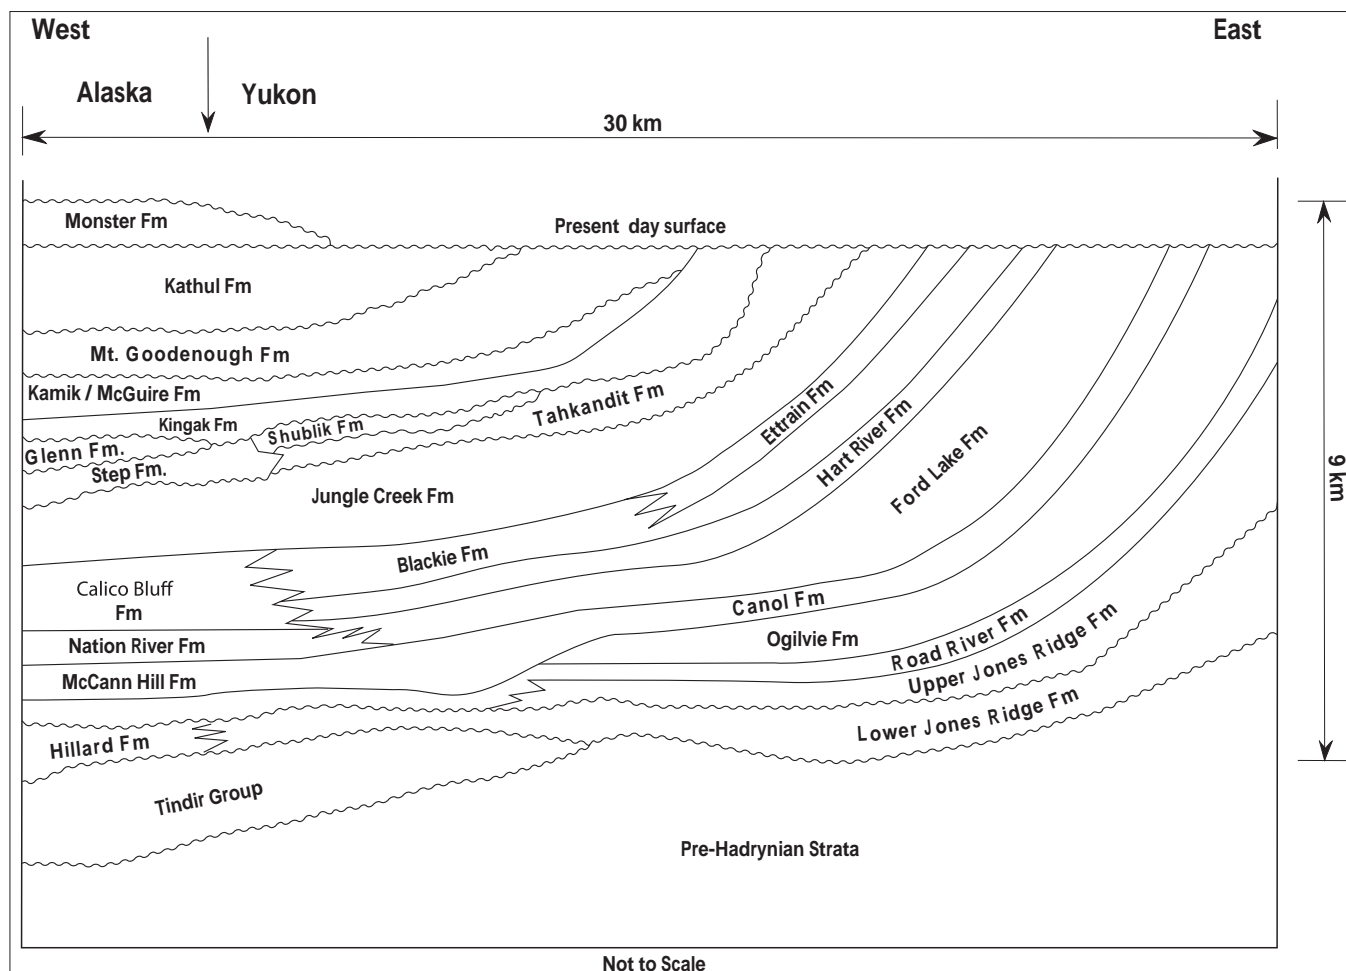 West
East
Alaska
Yukon
30 km
Monster Fm
Present day surface
Kathul Fm
Mt. Goodenough Fm
Kamik / McGuire Fm
Kingak Fm
Shublik Fm
Tahkandit Fm
Glenn Fm.
Step Fm.
Jungle Creek Fm
Ettrain Fm
Hart River Fm
Ford Lake Fm
9 km
Blackie Fm
Calico Bluff
Fm
Canol Fm
Nation River Fm
Ogilvie Fm
Road River Fm
McCann Hill Fm
Upper Jones Ridge Fm
Lower Jones Ridge Fm
Hillard Fm
Tindir Group
Pre-Hadrynian Strata
Not to Scale